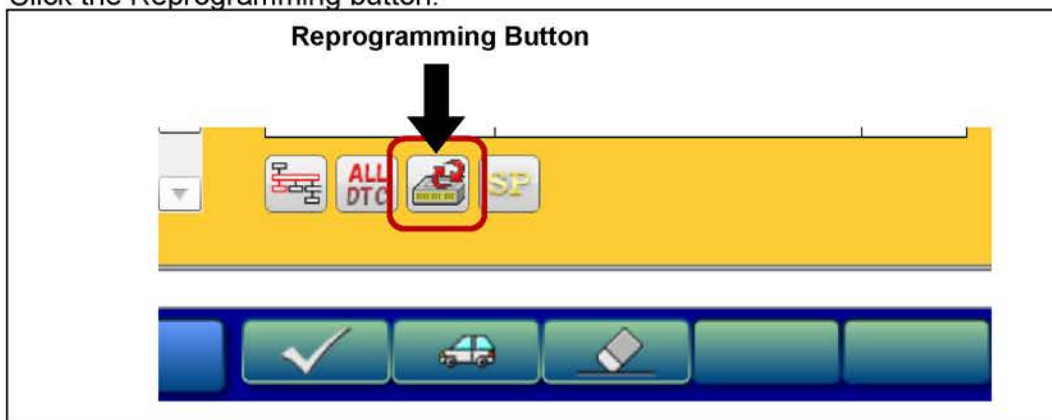 Click the Reprogramming button.
Reprogramming Button
ALL
DTC
SP